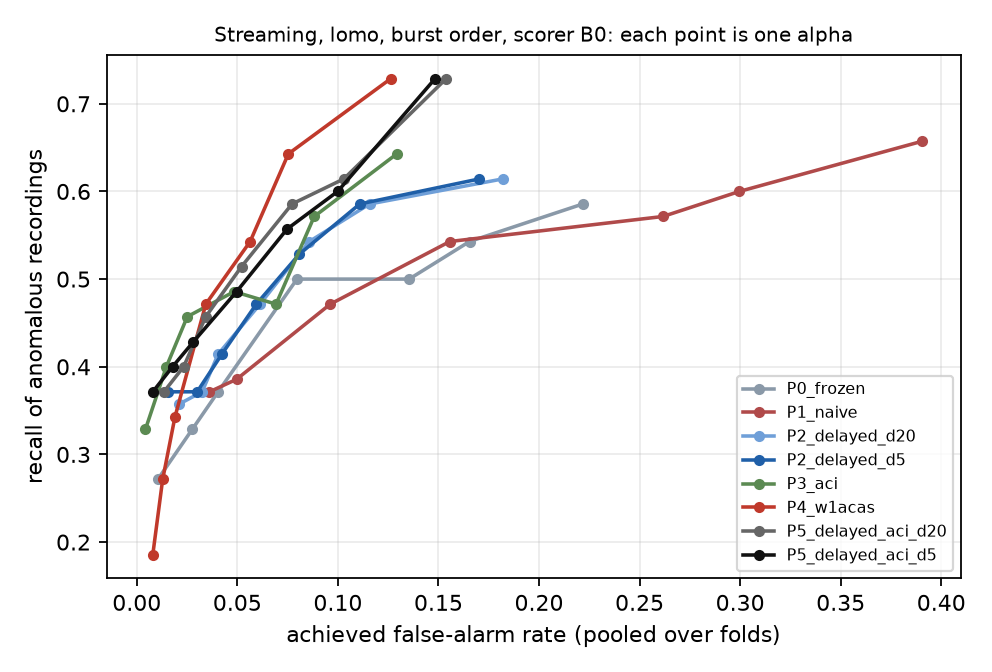 Streaming, lomo, burst order, scorer B0: each point is one alpha
recall of anomalous recordings
0.7
0.6
0.5
0.4
0.3
0.2
P0_frozen
P1_naive
P2_delayed_d20
P2_delayed_d5
P3_aci
P4_w1acas
P5_delayed_aci_d20
P5_delayed_aci_d5
0.00 0.05 0.10 0.15 0.20 0.25 0.30 0.35 0.40
achieved false-alarm rate (pooled over folds)